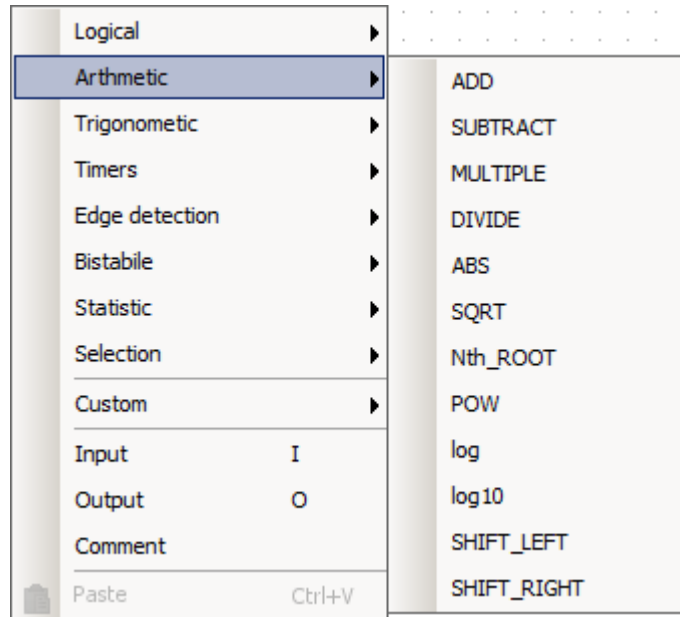 Logical
Arthmetic
Trigonometic
Timers
Edge detection
Bistabile
Statistic
Selection
Custom
Input I
Output O
Comment
Paste Ctrl+V
ADD
SUBTRACT
MULTIPLE
DIVIDE
ABS
SQRT
Nth_ROOT
POW
log
log10
SHIFT_LEFT
SHIFT_RIGHT